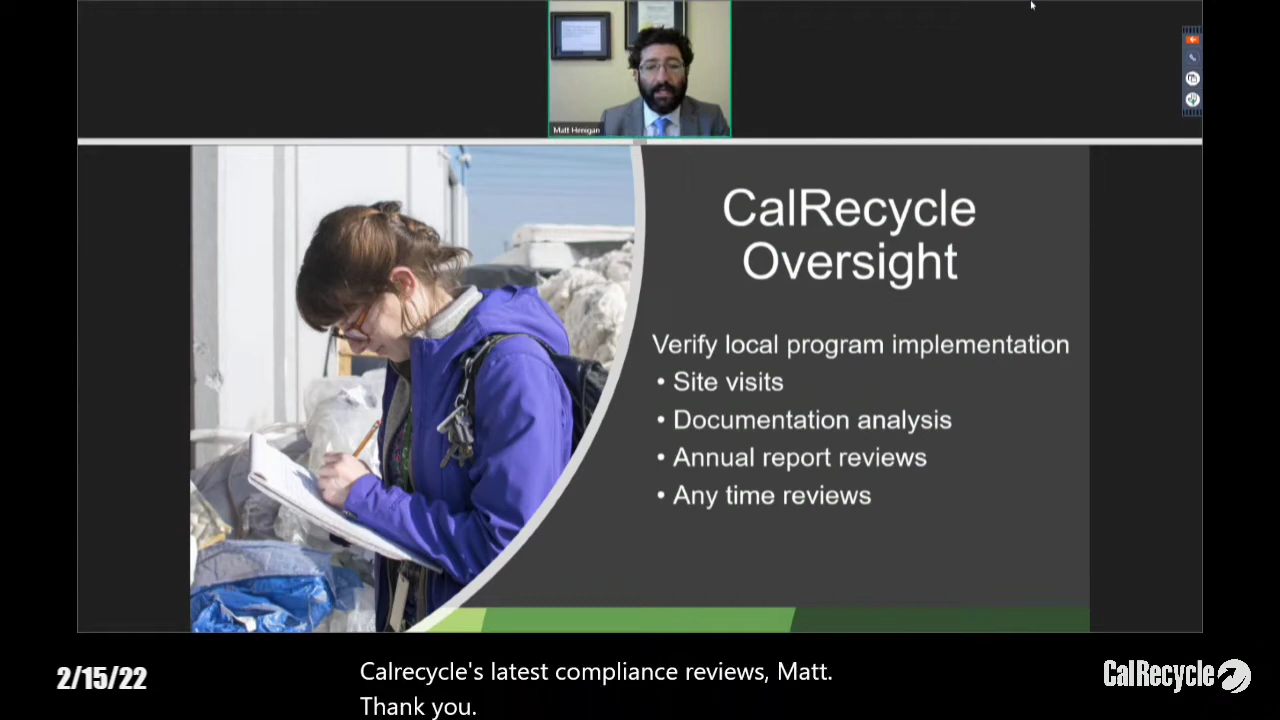 Matt Henigan
CalRecycle
Oversight
Verify local program implementation
• Site visits
• Documentation analysis
• Annual report reviews
• Any time reviews
2/15/22
Calrecycle's latest compliance reviews, Matt.
Thank you.
CalRecycle